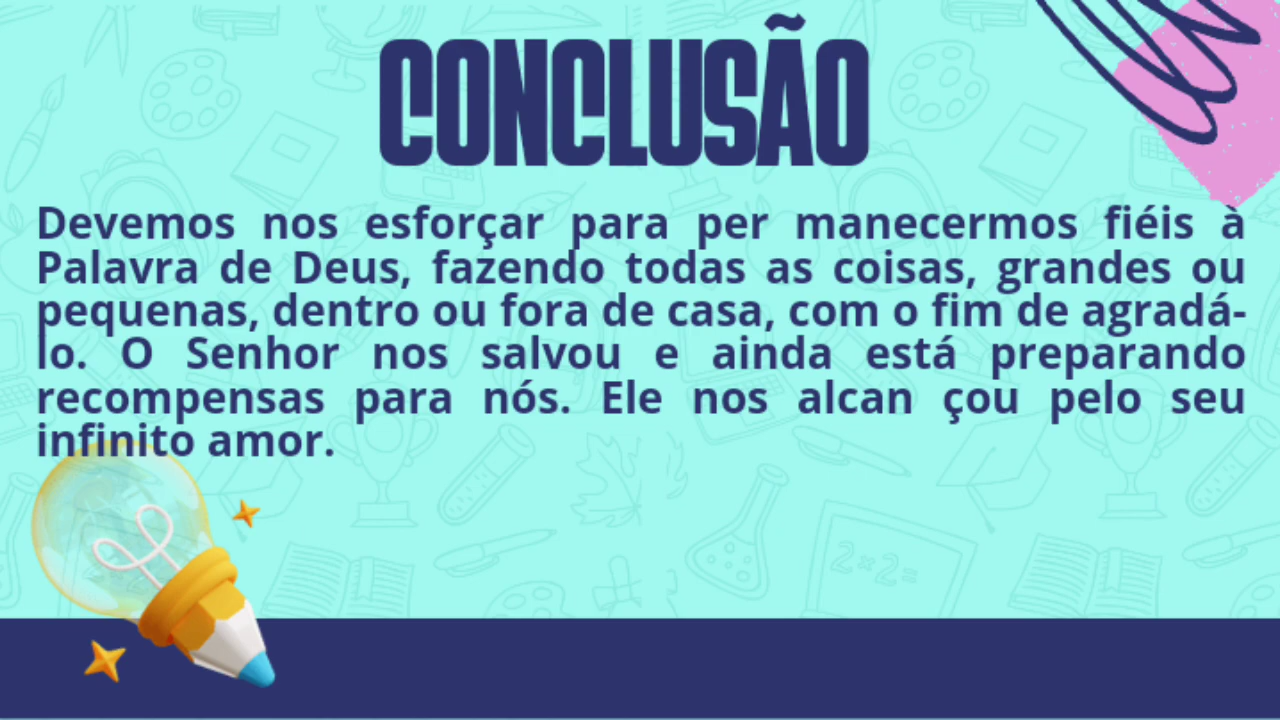 CONCLUSÃO
Devemos nos esforçar para per manecermos fiéis à
Palavra de Deus, fazendo todas as coisas, grandes ou
pequenas, dentro ou fora de casa, com o fim de agradá-
lo. O Senhor nos salvou e ainda está preparando
recompensas para nós. Ele nos alcan çou pelo seu
infinito amor.
2×2=